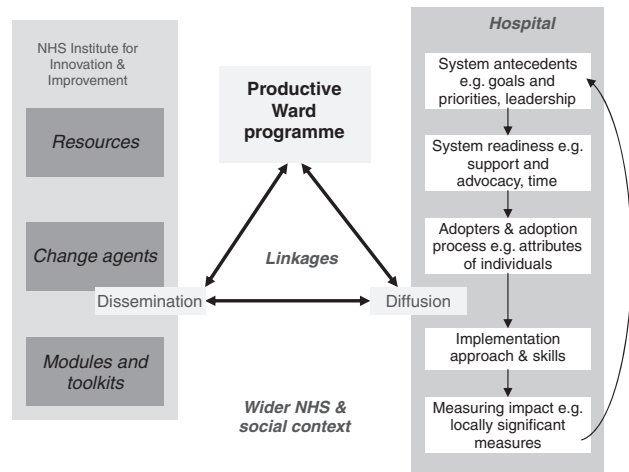 NHS Institute for
Innovation &
Improvement
Resources
Change agents
Dissemination
Modules and
toolkits
Productive
Ward
programme
Linkages
Diffusion
Wider NHS &
social context
Hospital
System antecedents
e.g. goals and
priorities, leadership
System readiness e.g.
support and
advocacy, time
Adopters & adoption
process e.g. attributes
of individuals
Implementation
approach & skills
Measuring impact e.g.
locally significant
measures